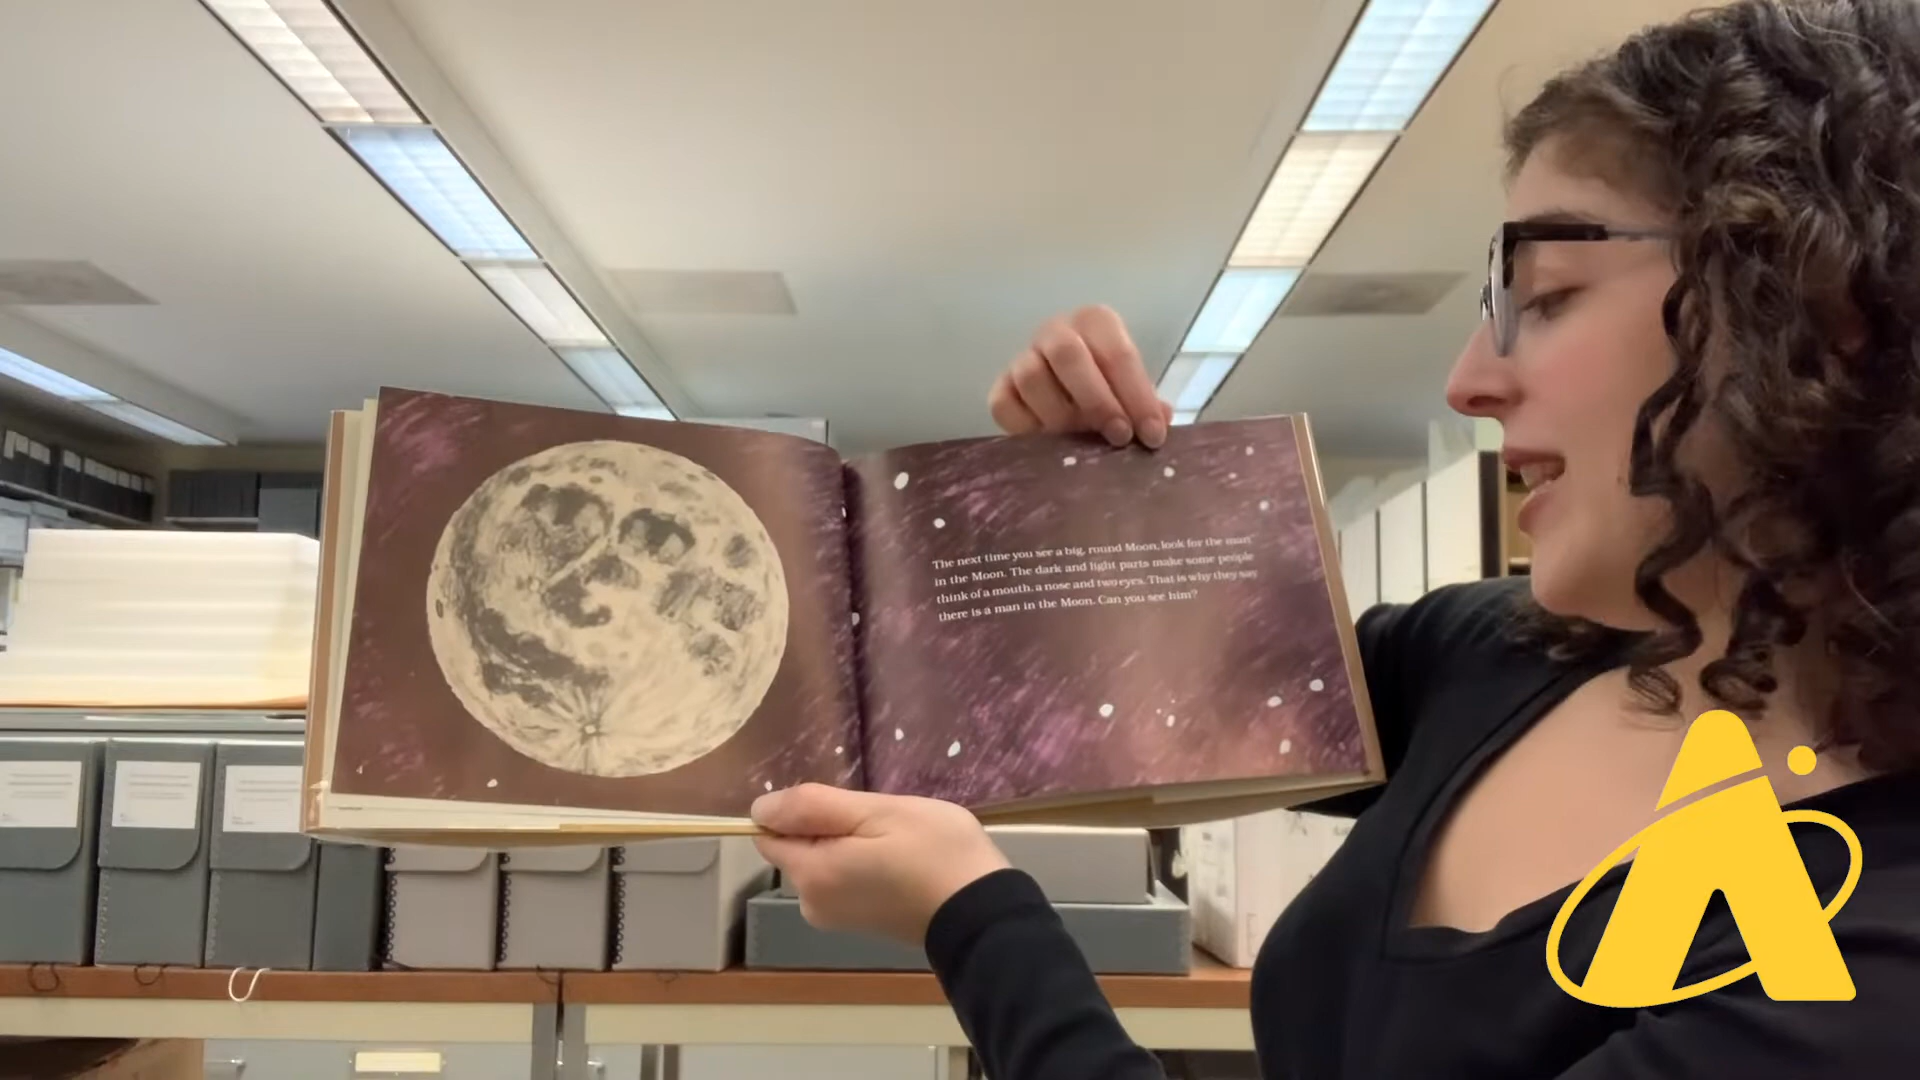 The next time you see a big, round Moon, look for the man
in the Moon. The dark and light parts make some people
think of a mouth, a nose and two eyes. That is why they say
there is a man in the Moon. Can you see him?